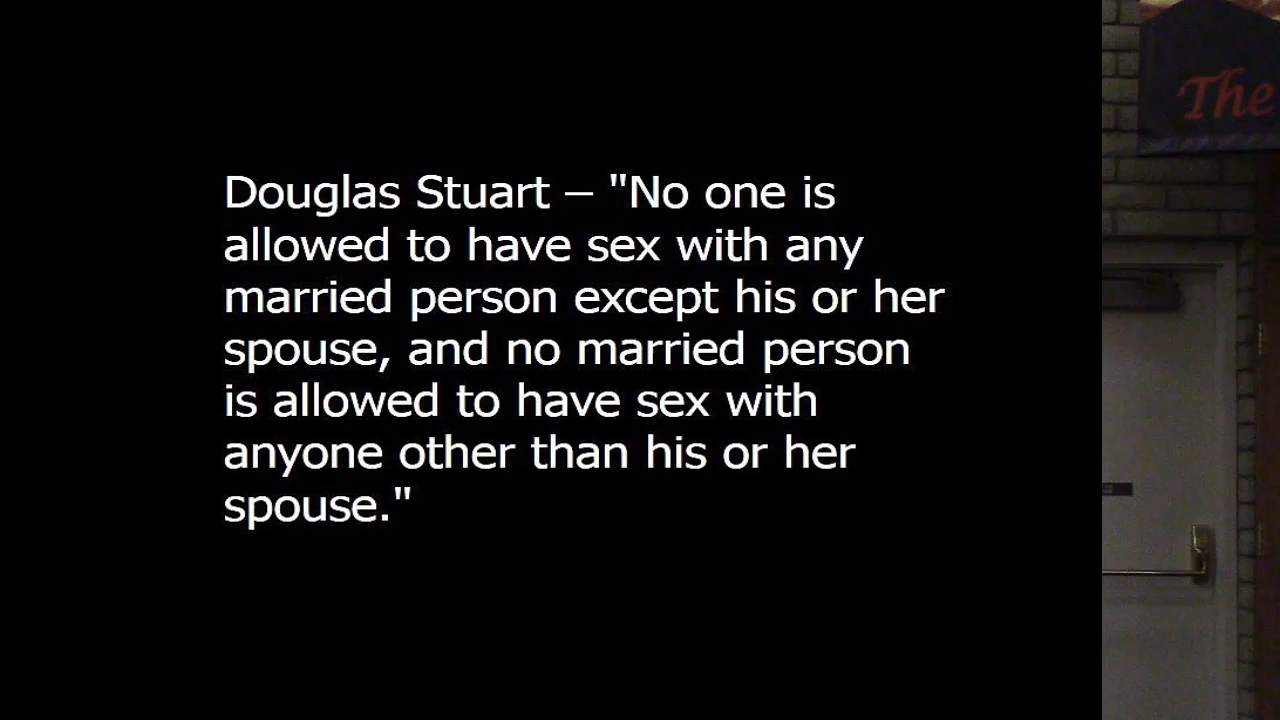 Douglas Stuart – "No one is
allowed to have sex with any
married person except his or her
spouse, and no married person
is allowed to have sex with
anyone other than his or her
spouse."
The